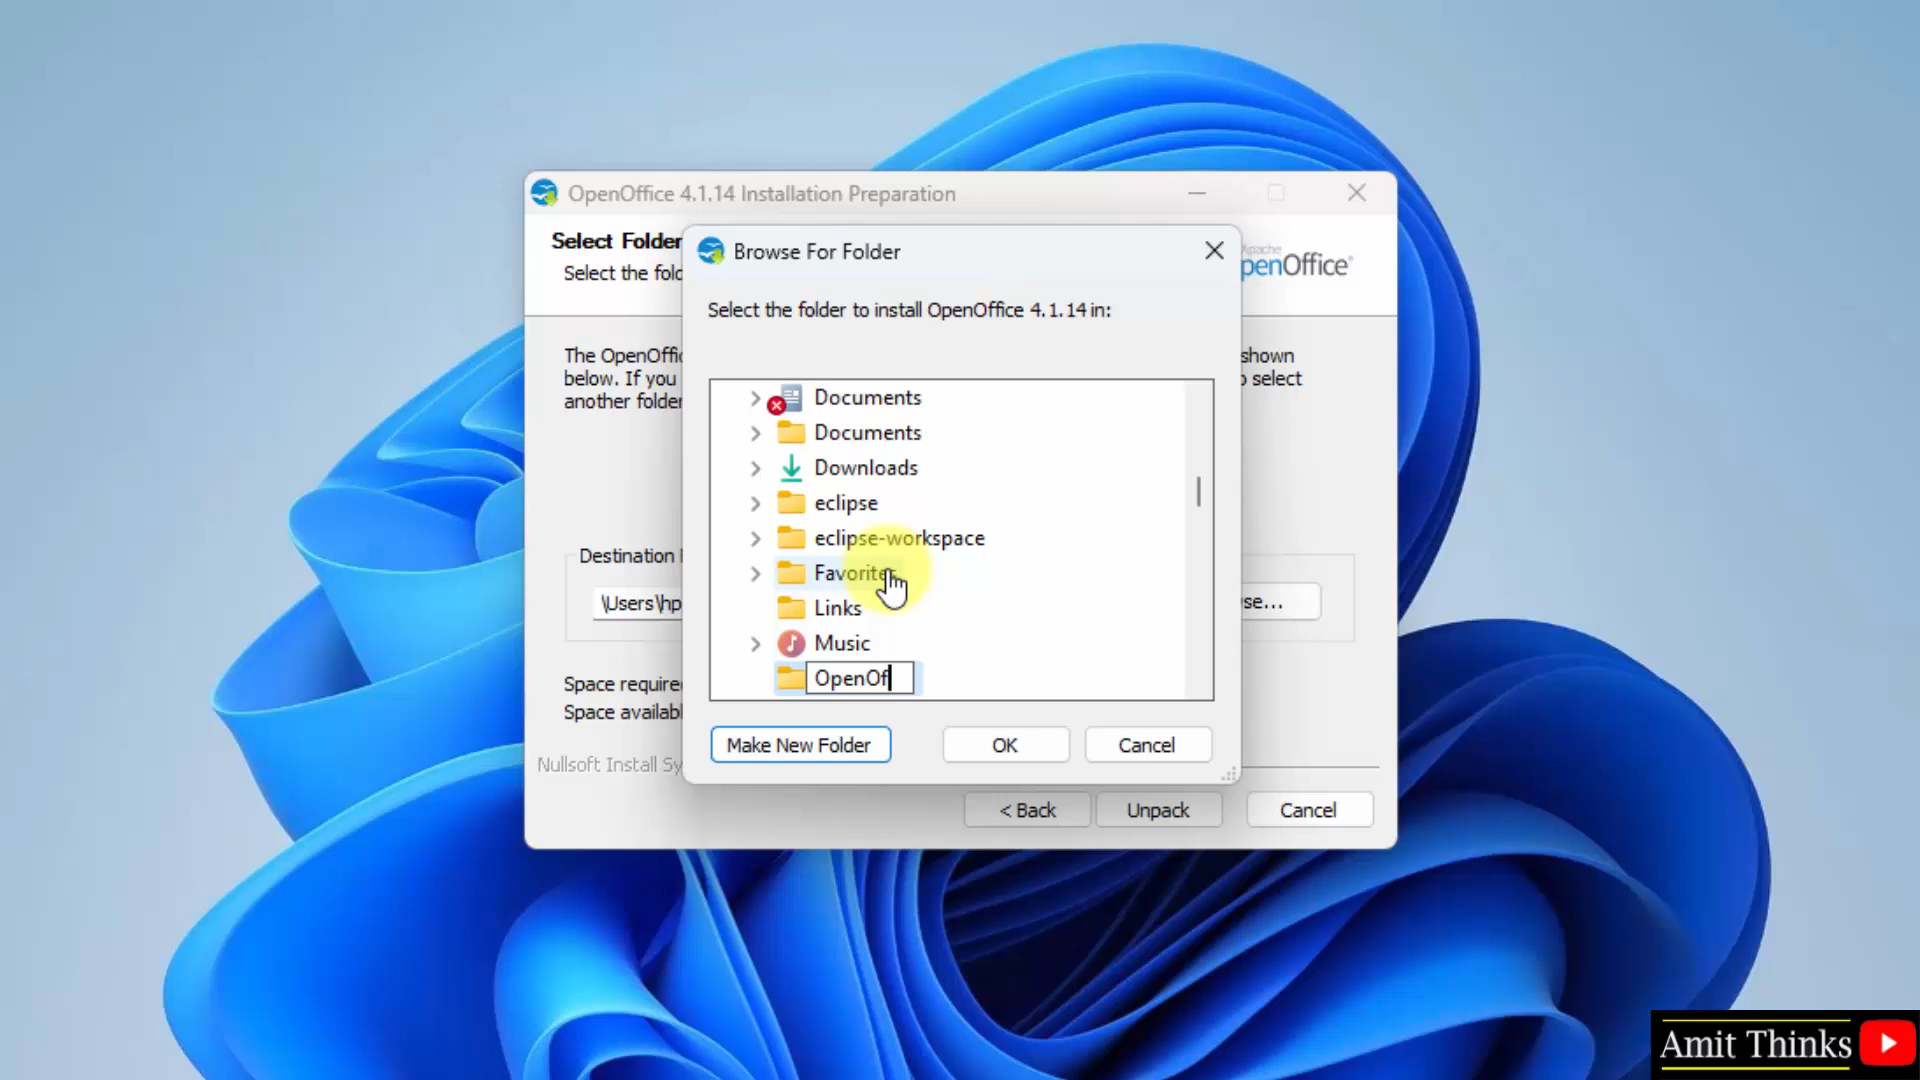 OpenOffice 4.1.14 Installation Preparation
Select Folder
Select the fold
Browse For Folder
Apache
penOffice
Select the folder to install OpenOffice 4.1.14 in:
The OpenOffic
shown
below. If you
o select
another folder
Documents
Documents
Downloads
eclipse
eclipse-workspace
Favorites
Links
Music
OpenOf
Destination
\Users\hp
se...
Space require
Space availabl
Make New Folder
OK
Cancel
Nullsoft Install Sy
< Back
Unpack
Cancel
Amit Thinks